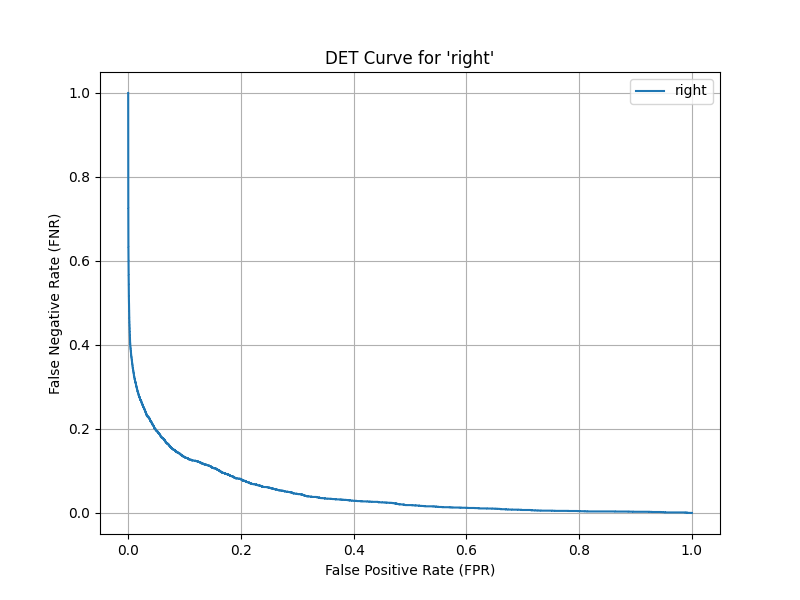 DET Curve for 'right'
right
False Negative Rate (FNR)
1.0
0.8
0.6
0.4
0.2
0.0
0.0 0.2 0.4 0.6 0.8 1.0
False Positive Rate (FPR)